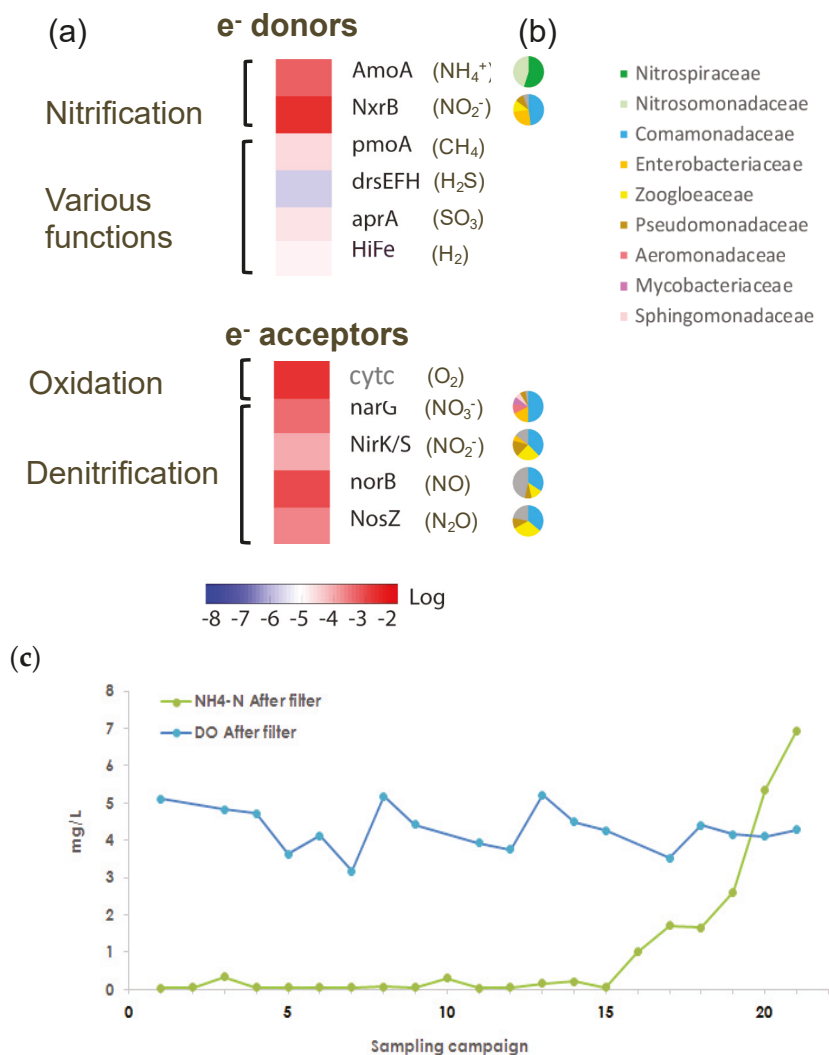 (a)
e⁻ donors
(b)
Nitrification
AmoA (NH₄⁺)
NxrB (NO₂⁻)
Various functions
pmoA (CH₄)
drsEFH (H₂S)
aprA (SO₃)
HiFe (H₂)
Nitrospiraceae
Nitrosomonadaceae
Comamonadaceae
Enterobacteriaceae
Zoogloeaceae
Pseudomonadaceae
Aeromonadaceae
Mycobacteriaceae
Sphingomonadaceae
e⁻ acceptors
Oxidation
cytc (O₂)
Denitrification
narG (NO₃⁻)
NirK/S (NO₂⁻)
norB (NO)
NosZ (N₂O)
-8 -7 -6 -5 -4 -3 -2
Log
(c)
NH4-N After filter
DO After filter
mg/L
8
7
6
5
4
3
2
1
0
0 5 10 15 20
Sampling campaign